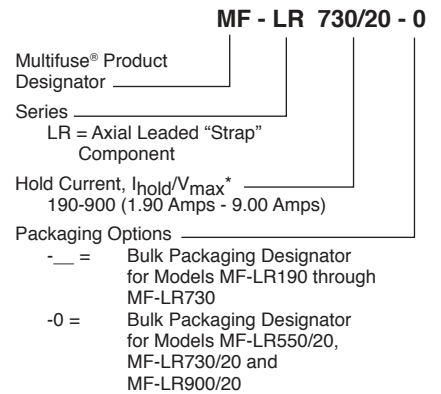 MF - LR 730/20 - 0
Multifuse® Product
Designator
Series
LR = Axial Leaded “Strap”
Component
Hold Current, Ihold/Vmax*
190-900 (1.90 Amps - 9.00 Amps)
Packaging Options
-__ = Bulk Packaging Designator
for Models MF-LR190 through
MF-LR730
-0 = Bulk Packaging Designator
for Models MF-LR550/20,
MF-LR730/20 and
MF-LR900/20